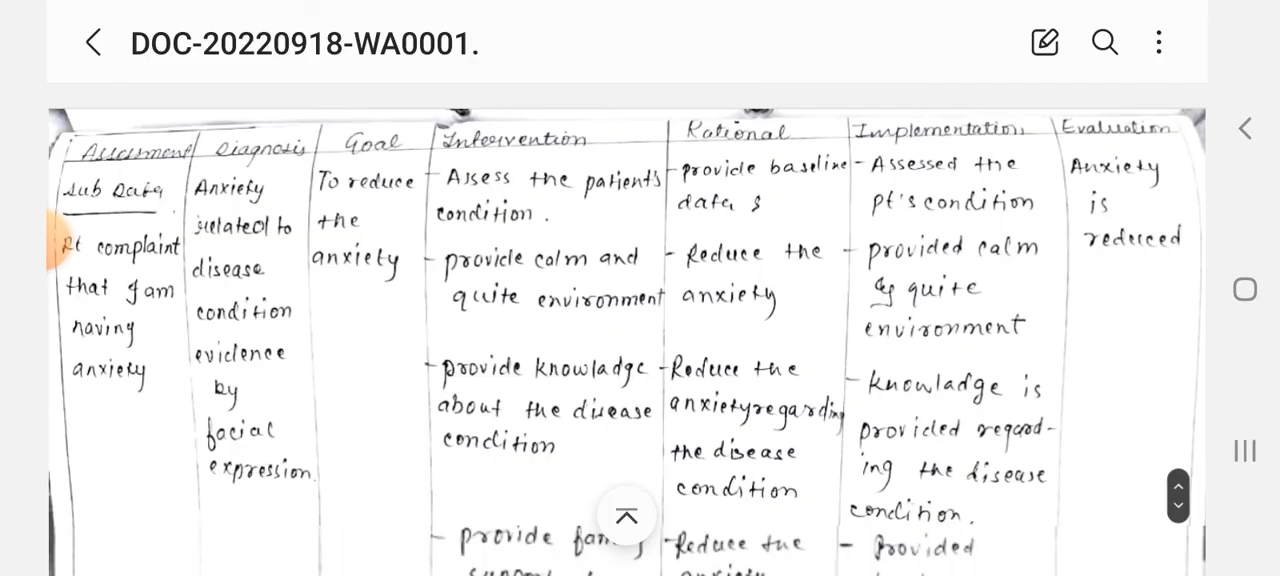 DOC-20220918-WA0001.
Assessment Diagnosis Goal Intervention Rational Implementation Evaluation
Sub Data
Pt complaint
that I am
having
anxiety
Anxiety
related to
disease
condition
evidence
by
facial
expression.
To reduce
the
anxiety
- Assess the patient's
condition.
- provide calm and
quite environment
- provide knowladge
about the disease
condition
- provide
- provide baseline
data &
- Reduce the
anxiety
- Reduce the
anxiety regarding
the disease
condition
- Reduce the
anxiety
- Assessed the
pt's condition
- provided calm
& quite
environment
- knowladge is
provided regard-
ing the disease
condition.
- Provided
Anxiety
is
reduced